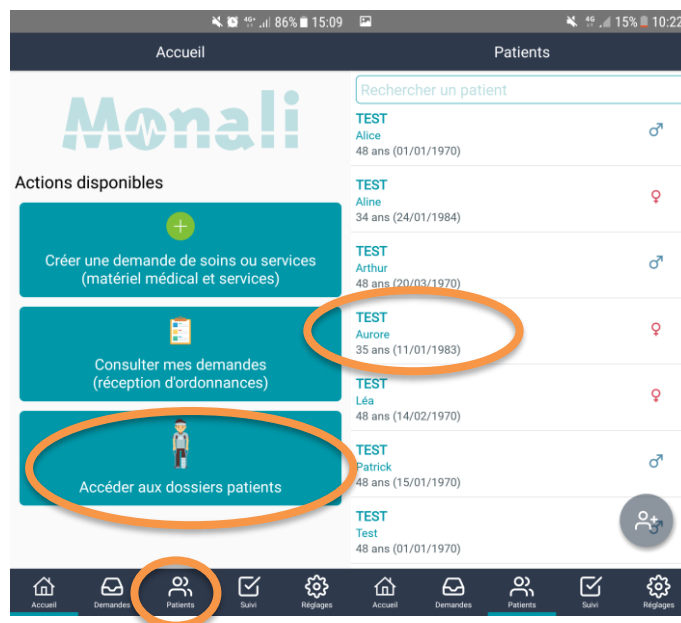 86% 15:09
Accueil
Monali
Actions disponibles
Créer une demande de soins ou services
(matériel médical et services)
Consulter mes demandes
(réception d'ordonnances)
Accéder aux dossiers patients
Accueil
Demandes
Patients
Suivi
Réglages
4G 15% 10:22
Patients
Rechercher un patient
TEST
Alice
48 ans (01/01/1970)
TEST
Aline
34 ans (24/01/1984)
TEST
Arthur
48 ans (20/03/1970)
TEST
Aurore
35 ans (11/01/1983)
TEST
Léa
48 ans (14/02/1970)
TEST
Patrick
48 ans (15/01/1970)
TEST
Test
48 ans (01/01/1970)
Accueil
Demandes
Patients
Suivi
Réglages